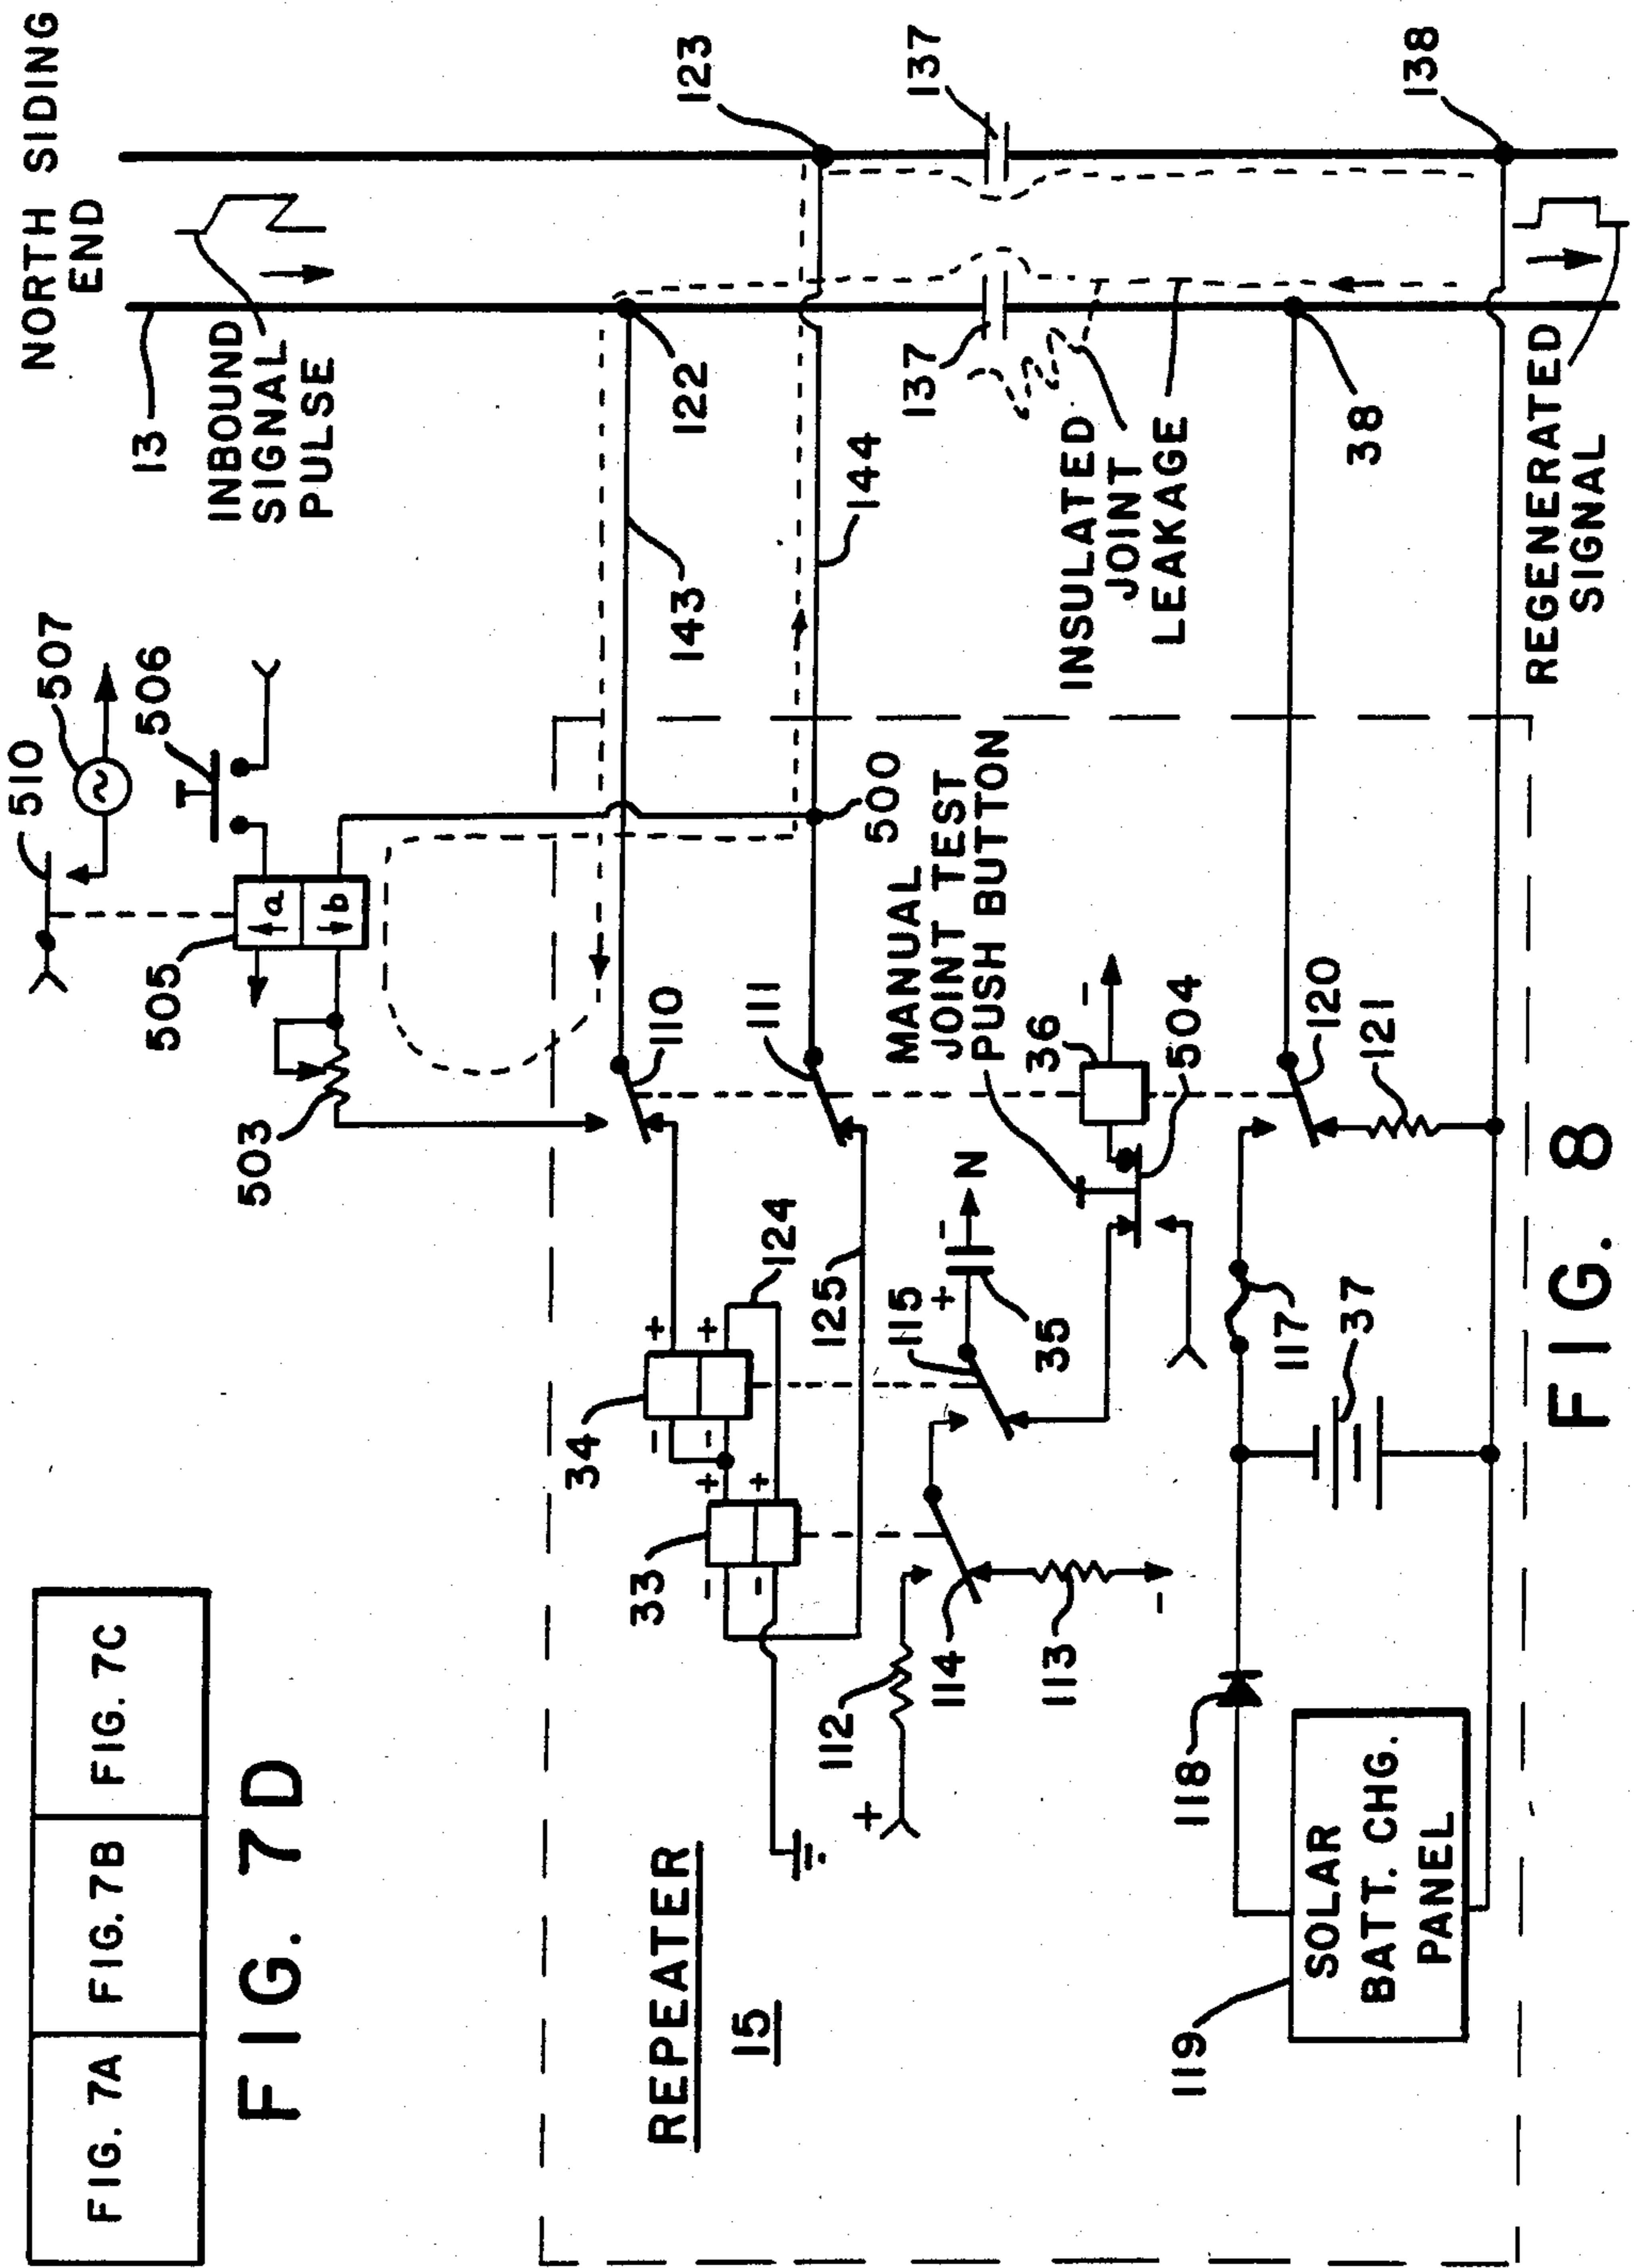 FIG. 7A
FIG. 7B
FIG. 7C
FIG. 7D
NORTH SIDING
END
13
INBOUND
SIGNAL
PULSE
123
137
138
122
137
143
144
INSULATED
JOINT
LEAKAGE
38
REGENERATED
SIGNAL
510
507
506
505
a
b
503
500
110
111
MANUAL
JOINT TEST
PUSH BUTTON
36
-
504
120
121
REPEATER
15
34
+
+
-
-
124
33
+
+
-
-
125
115
+
-
N
35
112
+
114
113
-
117
37
118
119
SOLAR
BATT. CHG.
PANEL
FIG. 8